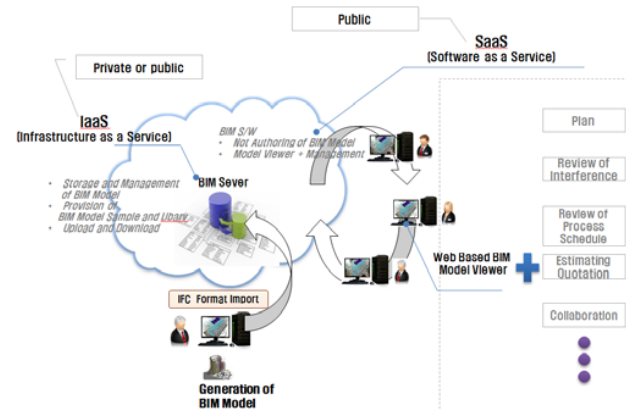 Public
SaaS
(Software as a Service)
Private or public
IaaS
(Infrastructure as a Service)
BIM S/W
• Not Authoring of BIM Model
• Model Viewer + Management
• Storage and Management
of BIM Model
• Provision of
BIM Model Sample and Ubary
• Upload and Download
BIM Sever
IFC Format Import
Generation of
BIM Model
Web Based BIM
Model Viewer
Plan
Review of
Interference
Review of
Process
Schedule
Estimating
Quotation
Collaboration